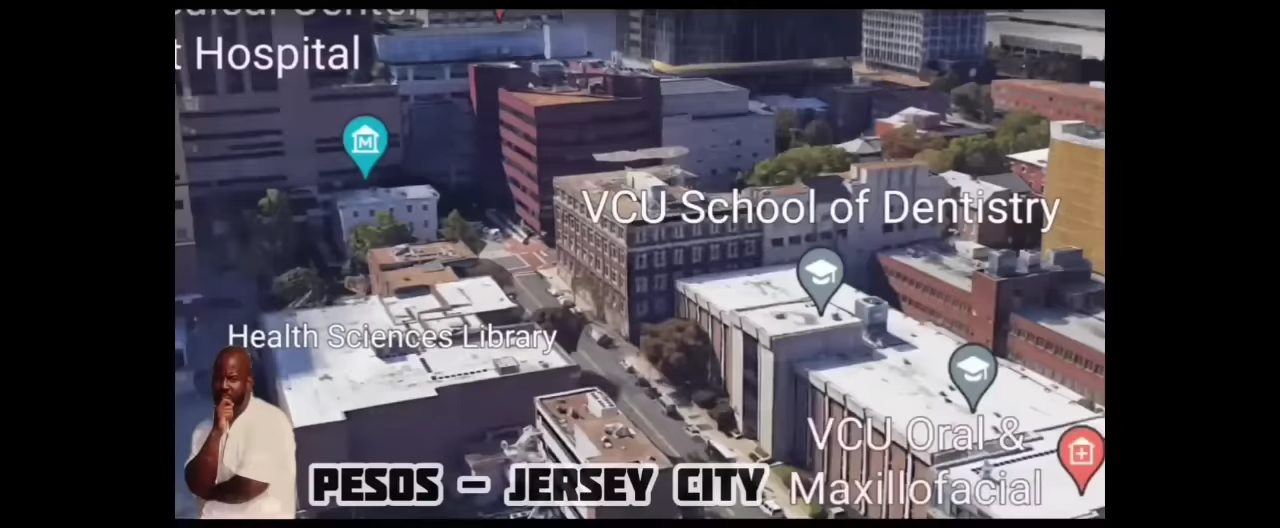 t Hospital
M
VCU School of Dentistry
Health Sciences Library
VCU Oral &
Maxillofacial
PESOS - JERSEY CITY